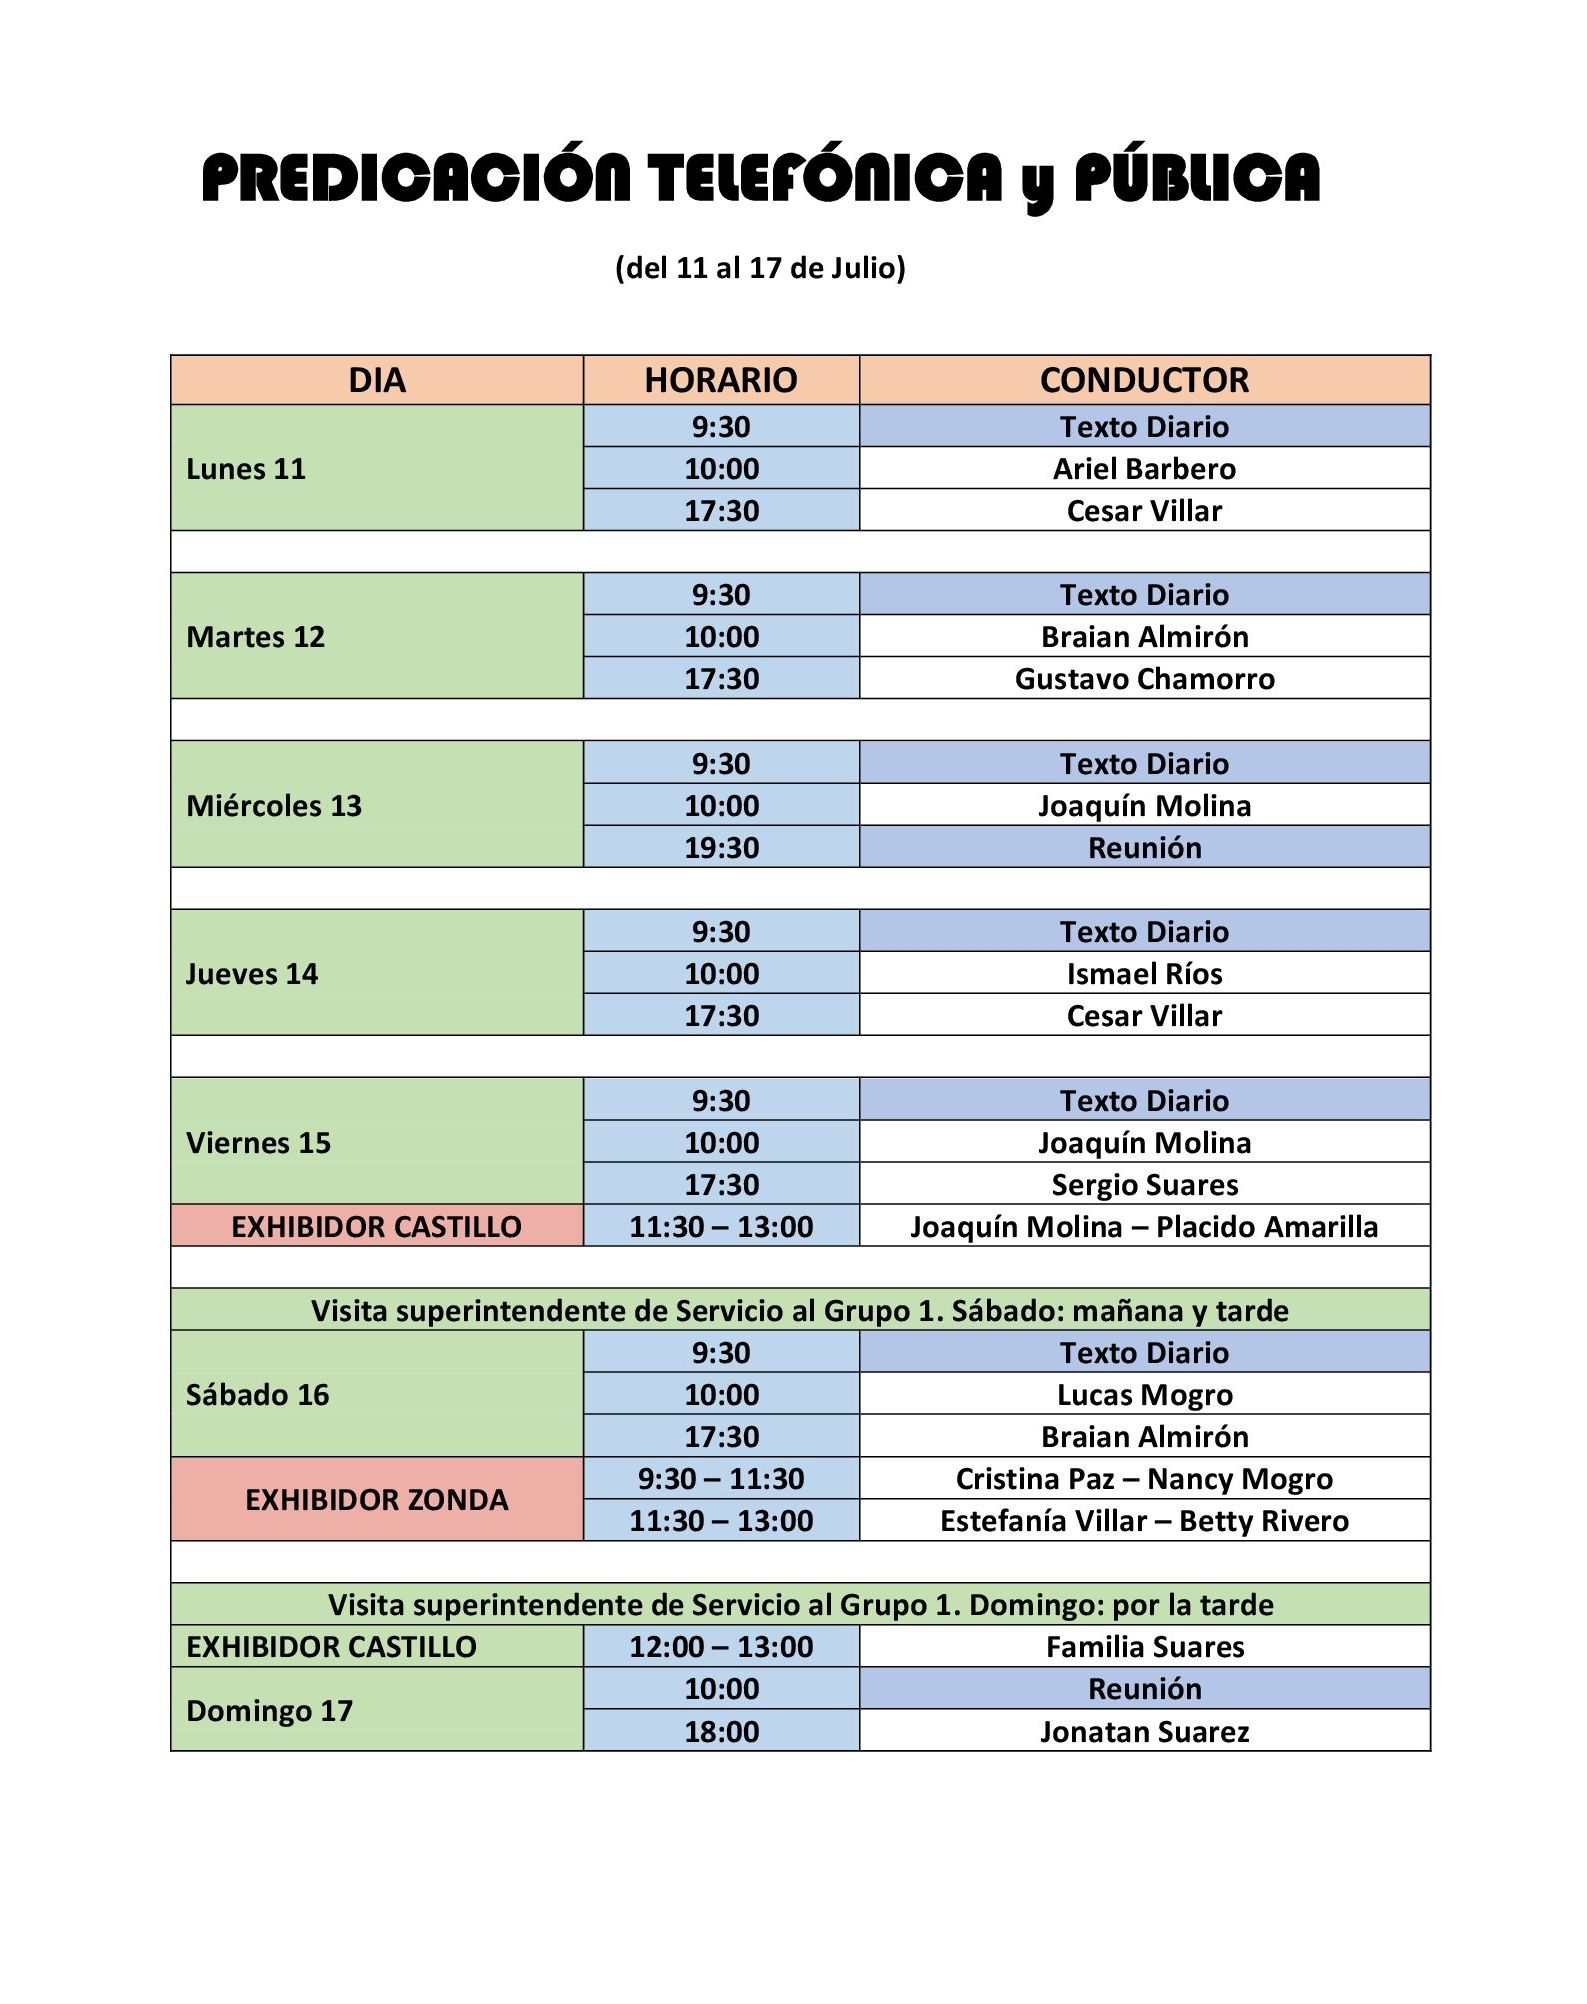 PREDICACIÓN TELEFÓNICA y PÚBLICA
(del 11 al 17 de Julio)
DIA HORARIO CONDUCTOR
Lunes 11
9:30 Texto Diario
10:00 Ariel Barbero
17:30 Cesar Villar
Martes 12
9:30 Texto Diario
10:00 Braian Almirón
17:30 Gustavo Chamorro
Miércoles 13
9:30 Texto Diario
10:00 Joaquín Molina
19:30 Reunión
Jueves 14
9:30 Texto Diario
10:00 Ismael Ríos
17:30 Cesar Villar
Viernes 15
9:30 Texto Diario
10:00 Joaquín Molina
17:30 Sergio Suares
EXHIBIDOR CASTILLO 11:30 – 13:00 Joaquín Molina – Placido Amarilla
Visita superintendente de Servicio al Grupo 1. Sábado: mañana y tarde
Sábado 16
9:30 Texto Diario
10:00 Lucas Mogro
17:30 Braian Almirón
EXHIBIDOR ZONDA
9:30 – 11:30 Cristina Paz – Nancy Mogro
11:30 – 13:00 Estefanía Villar – Betty Rivero
Visita superintendente de Servicio al Grupo 1. Domingo: por la tarde
EXHIBIDOR CASTILLO 12:00 – 13:00 Familia Suares
Domingo 17
10:00 Reunión
18:00 Jonatan Suarez